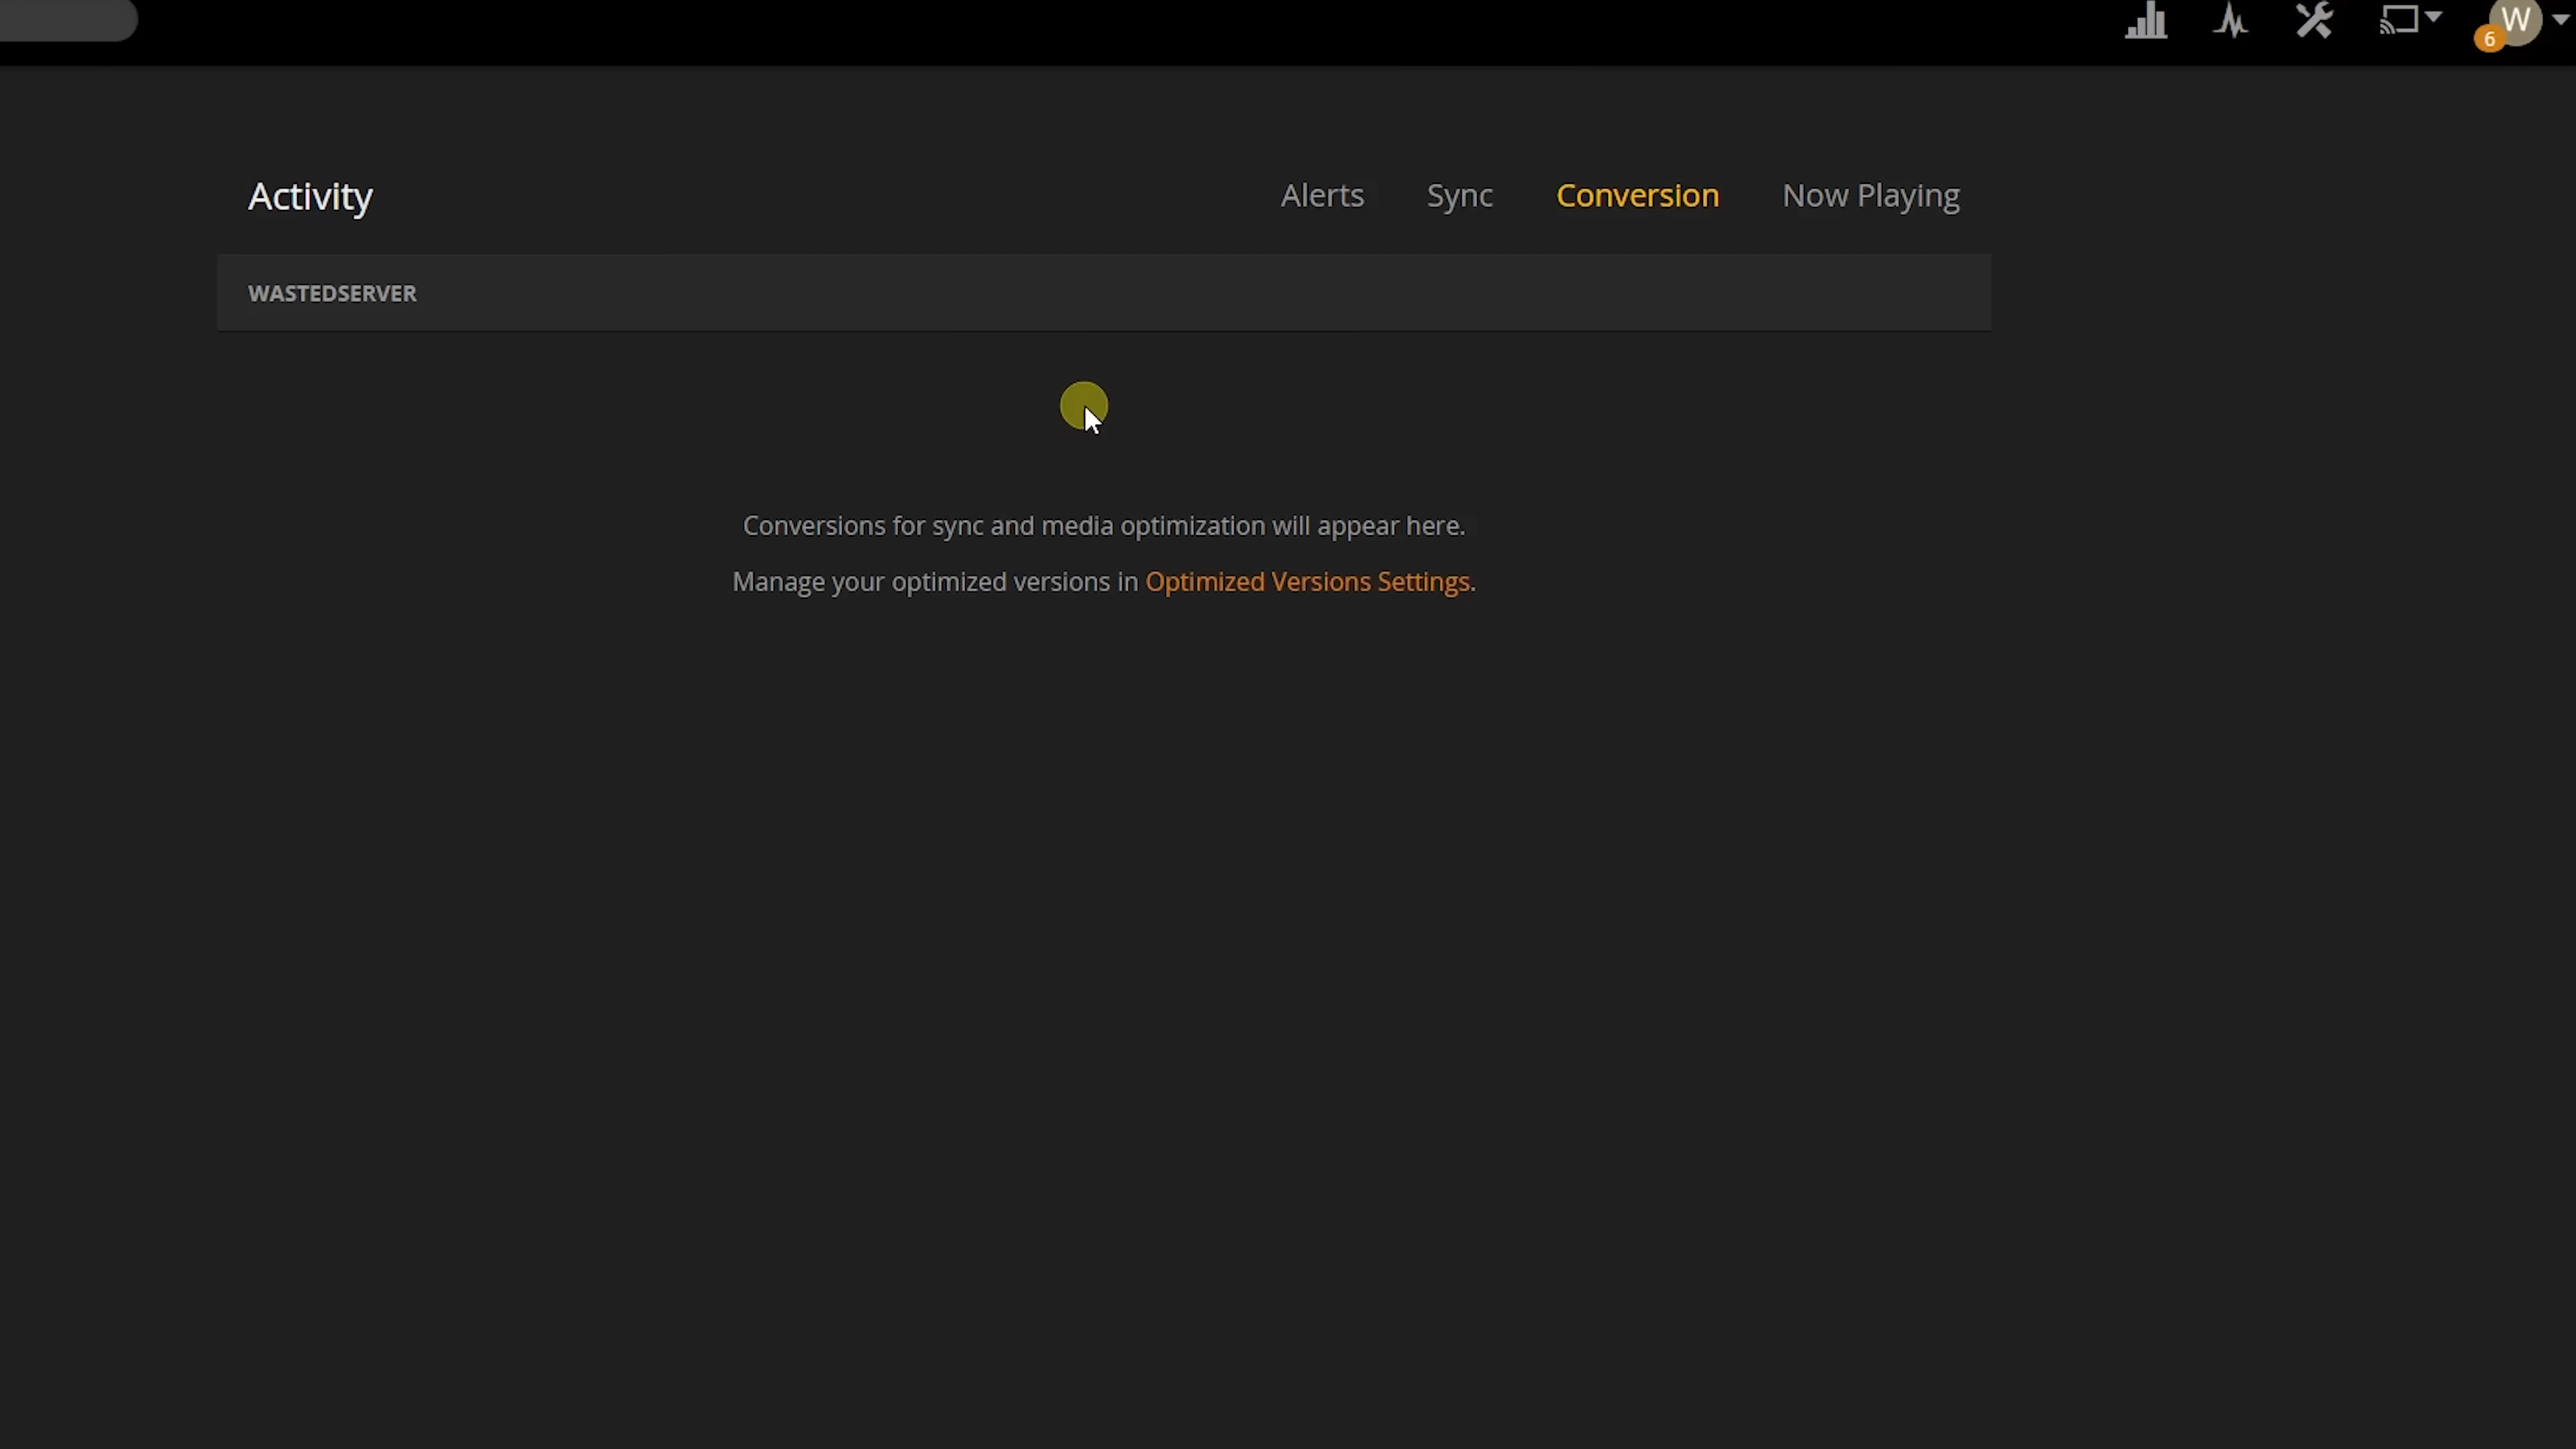 W
6
Activity
Alerts Sync Conversion Now Playing
WASTEDSERVER
Conversions for sync and media optimization will appear here.
Manage your optimized versions in Optimized Versions Settings.